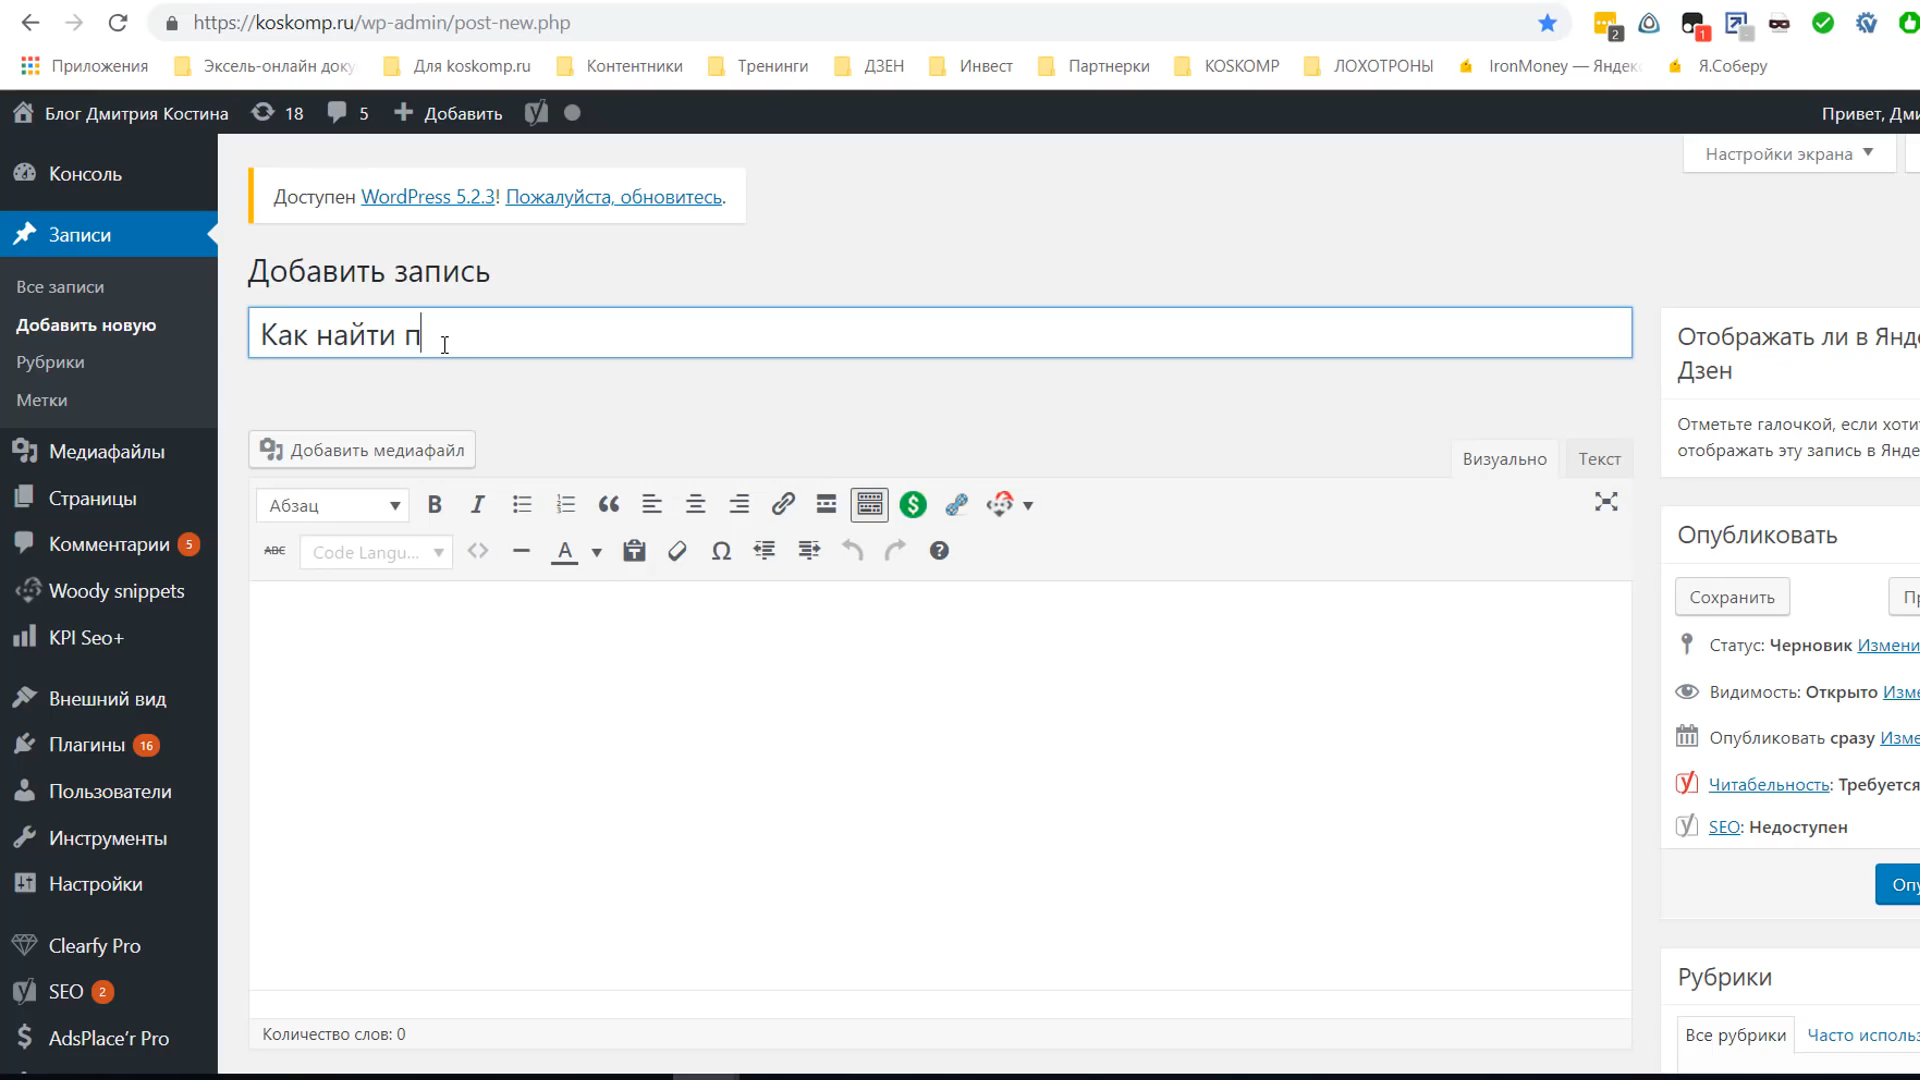 https://koskomp.ru/wp-admin/post-new.php
2
1
Приложения Эксель-онлайн доку Для koskomp.ru Контентники Тренинги ДЗЕН Инвест Партнерки KOSKOMP ЛОХОТРОНЫ IronMoney — Яндекс Я.Соберу
Блог Дмитрия Костина 18 5 Добавить Привет, Дми
Настройки экрана
Консоль
Доступен WordPress 5.2.3! Пожалуйста, обновитесь.
Записи
Добавить запись
Все записи
Добавить новую
Рубрики
Метки
Как найти п
Отображать ли в Янд
Дзен
Отметьте галочкой, если хоти
отображать эту запись в Янде
Добавить медиафайл
Визуально Текст
Абзац B I
ABC Code Langu... A Ω
Медиафайлы
Страницы
Комментарии 5
Woody snippets
KPI Seo+
Внешний вид
Плагины 16
Пользователи
Инструменты
Настройки
Clearfy Pro
SEO 2
AdsPlace'r Pro
Опубликовать
Сохранить Пр
Статус: Черновик Измени
Видимость: Открыто Изме
Опубликовать сразу Изме
Читабельность: Требуется
SEO: Недоступен
Опу
Рубрики
Все рубрики Часто использ
Количество слов: 0